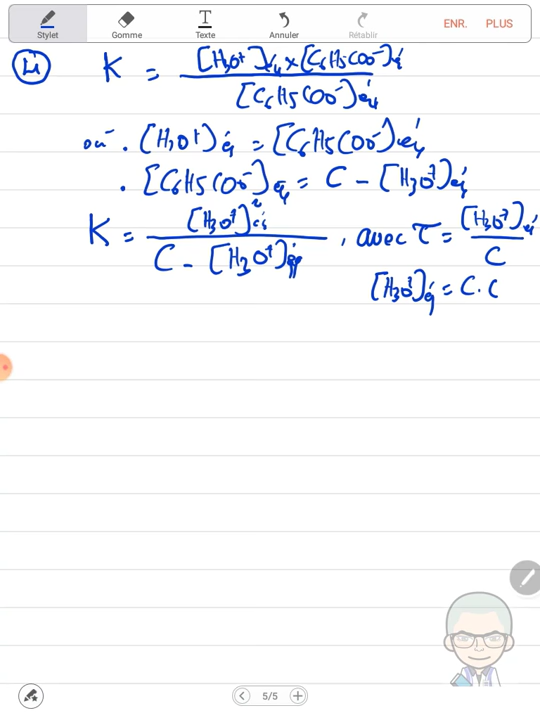 Stylet Gomme Texte Annuler Rétablir ENR. PLUS
K = [H3O+]éq × [C6H5COO-]éq / [C6H5COO-]éq
où · [H3O+]éq = [C6H5COO-]éq
· [C6H5COO-]éq = C - [H3O+]éq
K = [H3O+]²éq / C - [H3O+]éq , avec τ = [H3O+]éq / C
[H3O+]éq = C · C
5/5